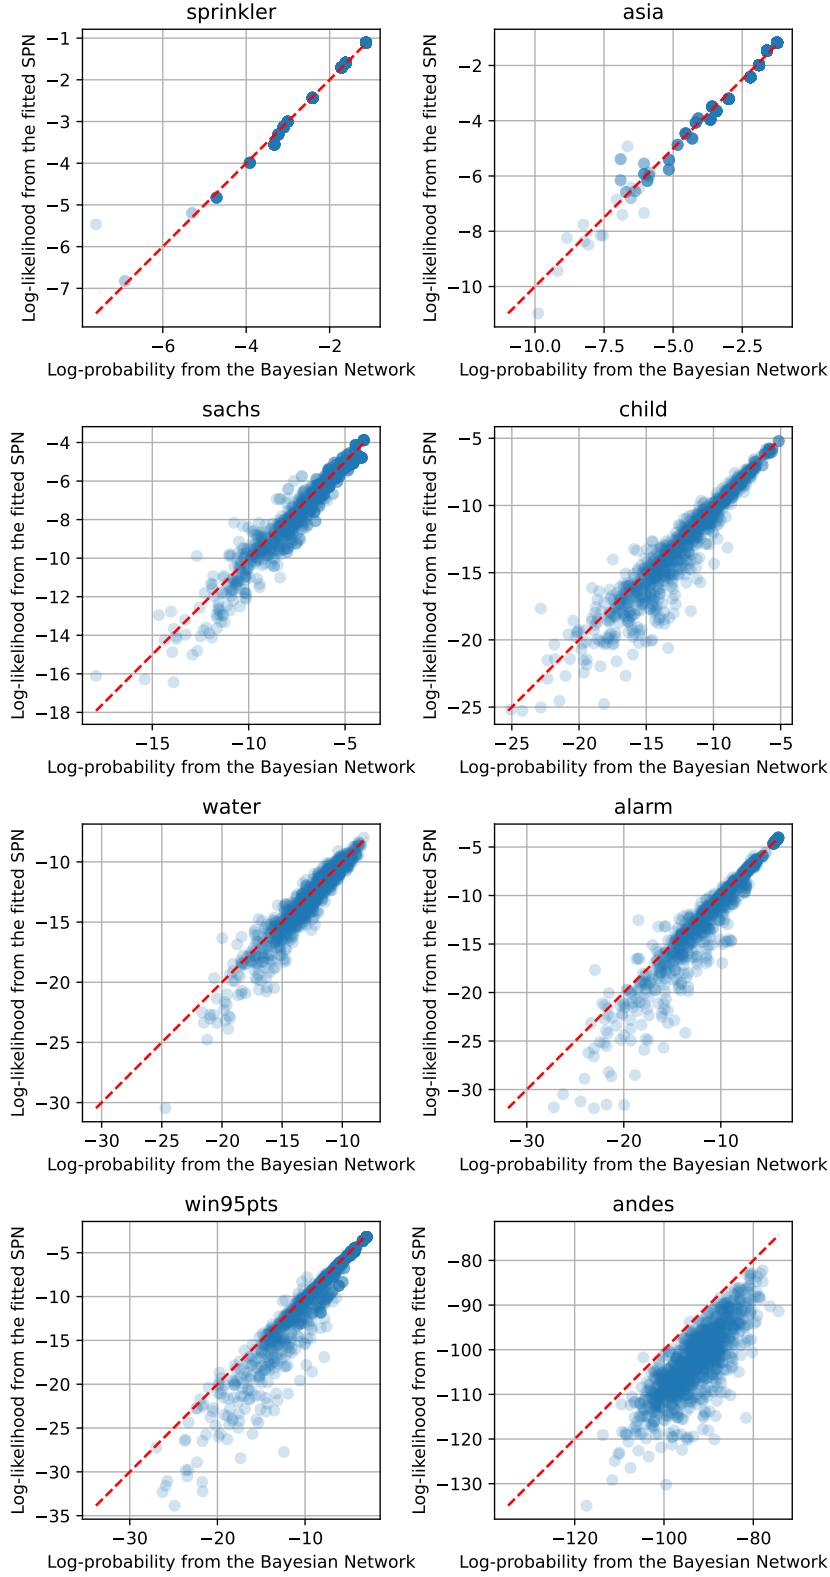 sprinkler
Log-likelihood from the fitted SPN
−1
−2
−3
−4
−5
−6
−7
−6 −4 −2
Log-probability from the Bayesian Network
asia
Log-likelihood from the fitted SPN
−2
−4
−6
−8
−10
−10.0 −7.5 −5.0 −2.5
Log-probability from the Bayesian Network
sachs
Log-likelihood from the fitted SPN
−4
−6
−8
−10
−12
−14
−16
−18
−15 −10 −5
Log-probability from the Bayesian Network
child
Log-likelihood from the fitted SPN
−5
−10
−15
−20
−25
−25 −20 −15 −10 −5
Log-probability from the Bayesian Network
water
Log-likelihood from the fitted SPN
−10
−15
−20
−25
−30
−30 −25 −20 −15 −10
Log-probability from the Bayesian Network
alarm
Log-likelihood from the fitted SPN
−5
−10
−15
−20
−25
−30
−30 −20 −10
Log-probability from the Bayesian Network
win95pts
Log-likelihood from the fitted SPN
−5
−10
−15
−20
−25
−30
−35
−30 −20 −10
Log-probability from the Bayesian Network
andes
Log-likelihood from the fitted SPN
−80
−90
−100
−110
−120
−130
−120 −100 −80
Log-probability from the Bayesian Network